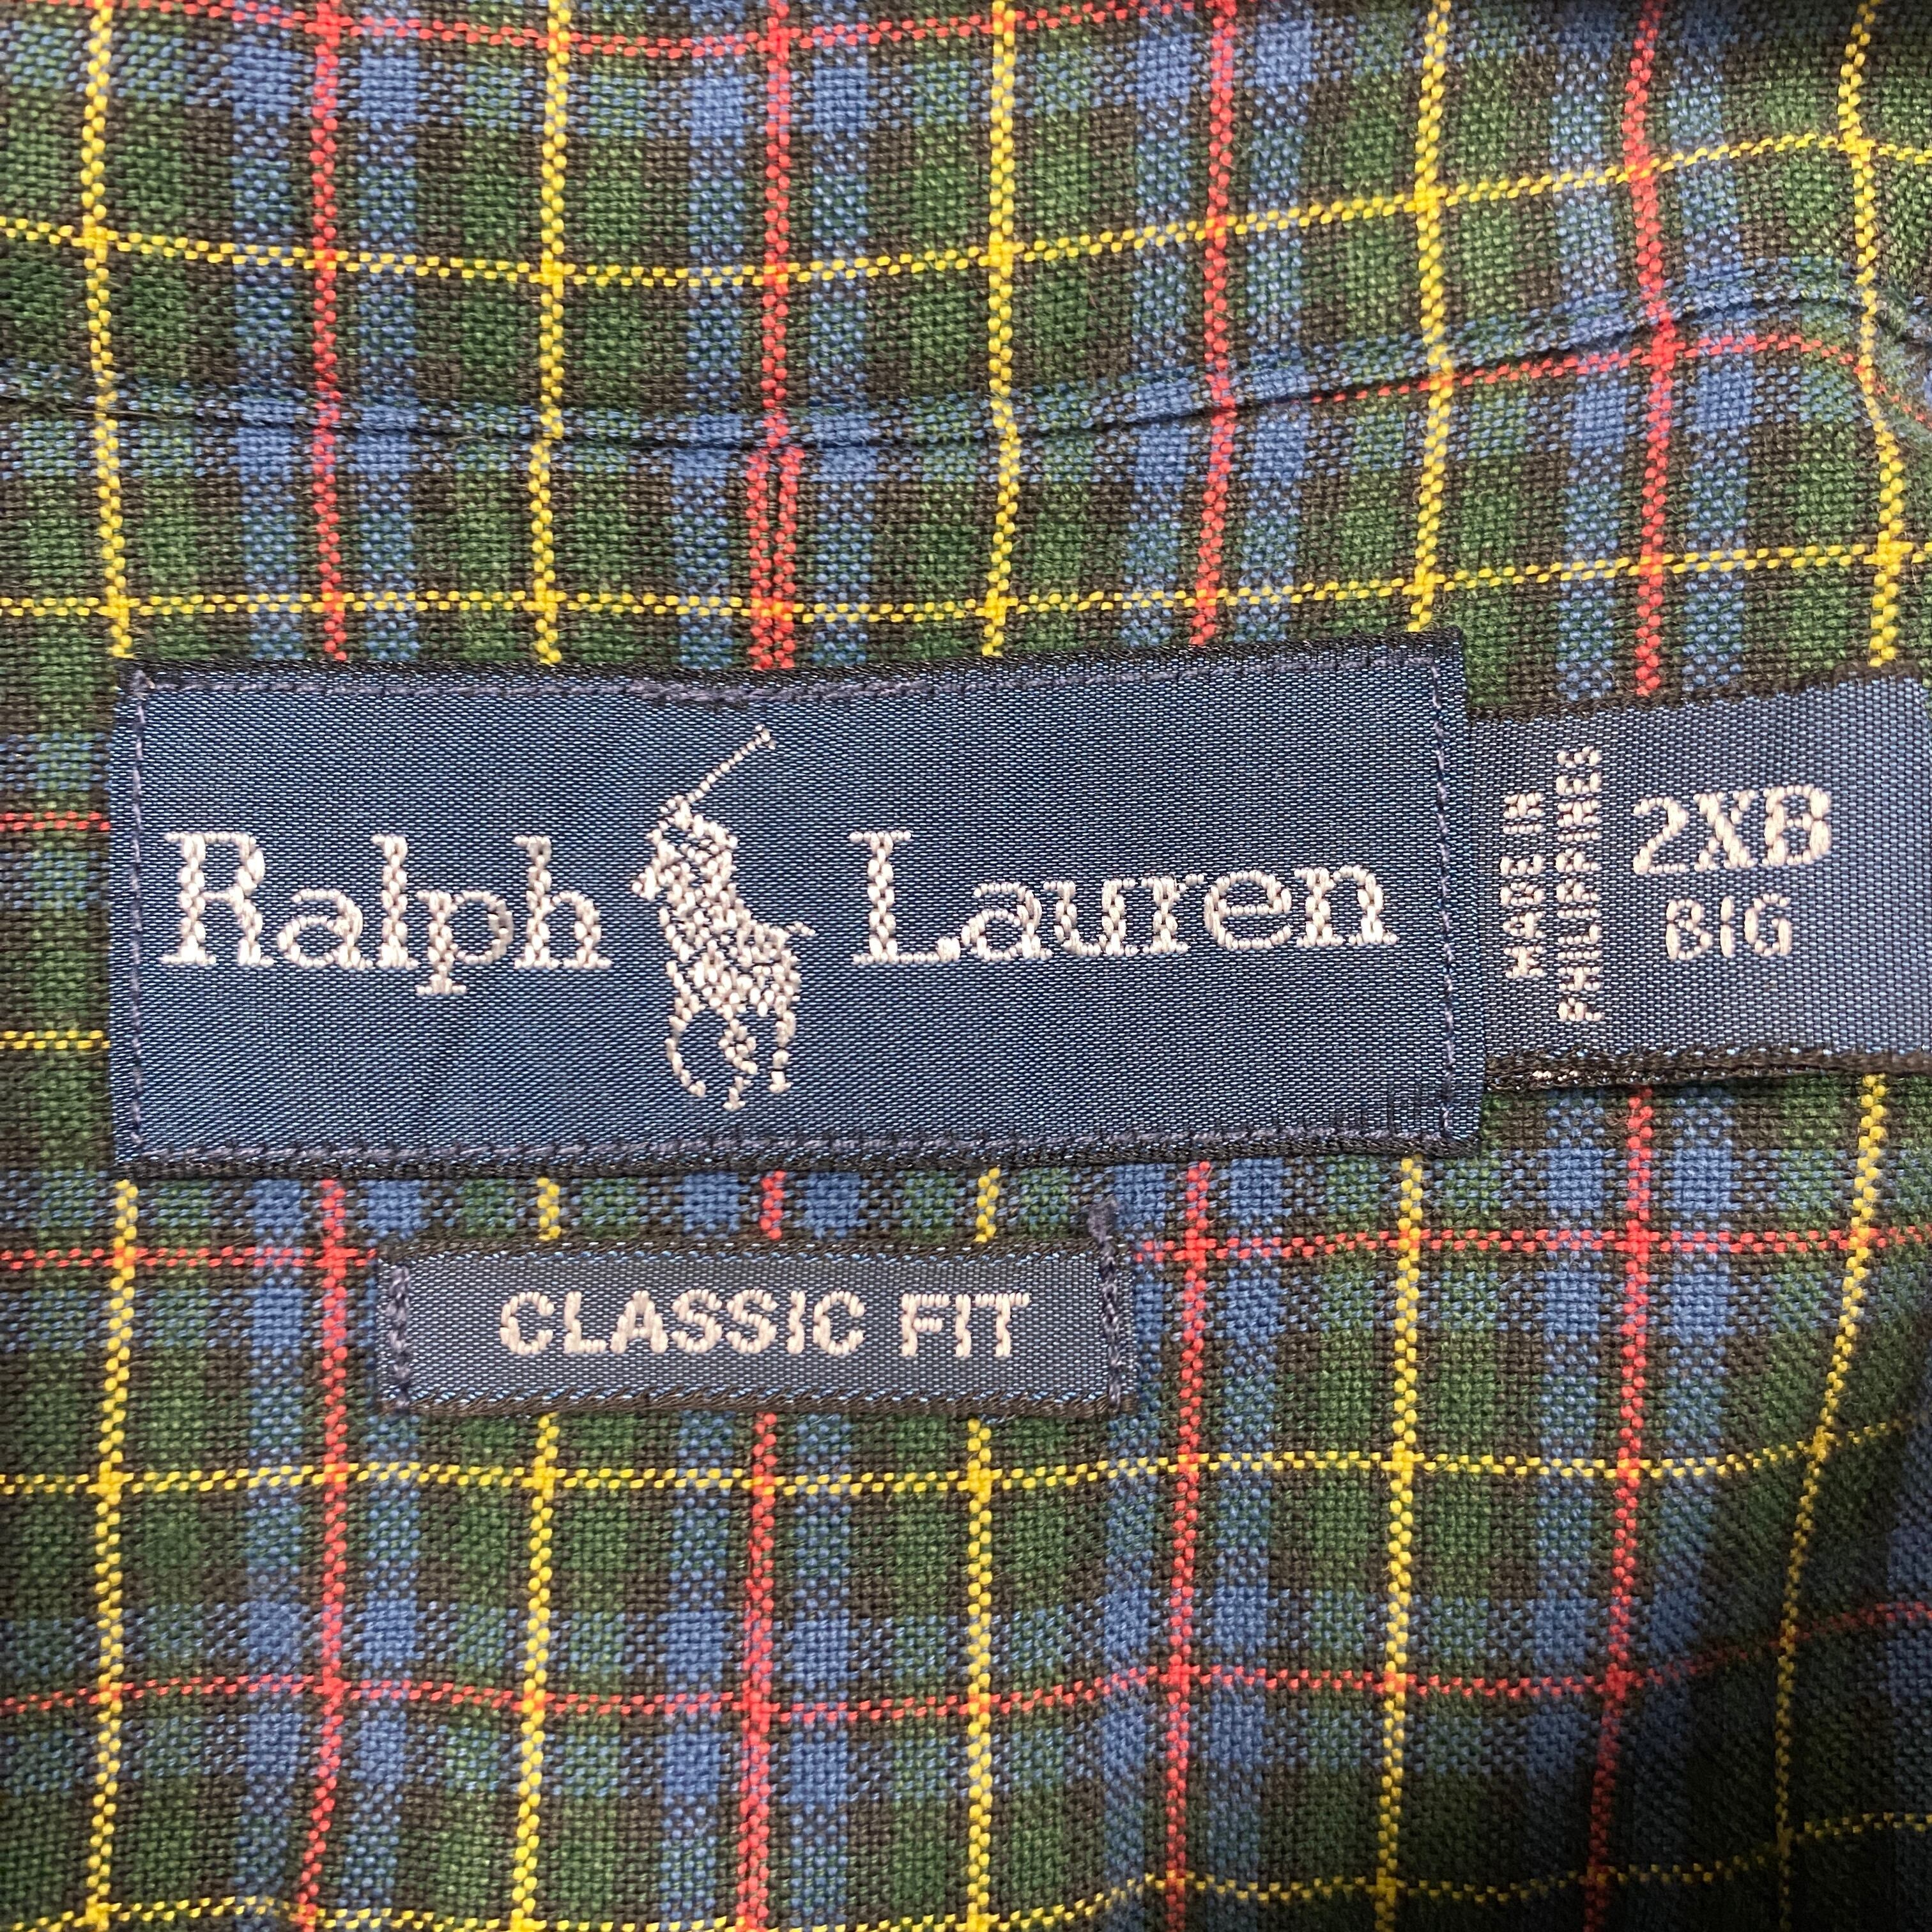 Ralph Lauren
MADE IN
PHILIPPINES
2XB
BIG
CLASSIC FIT